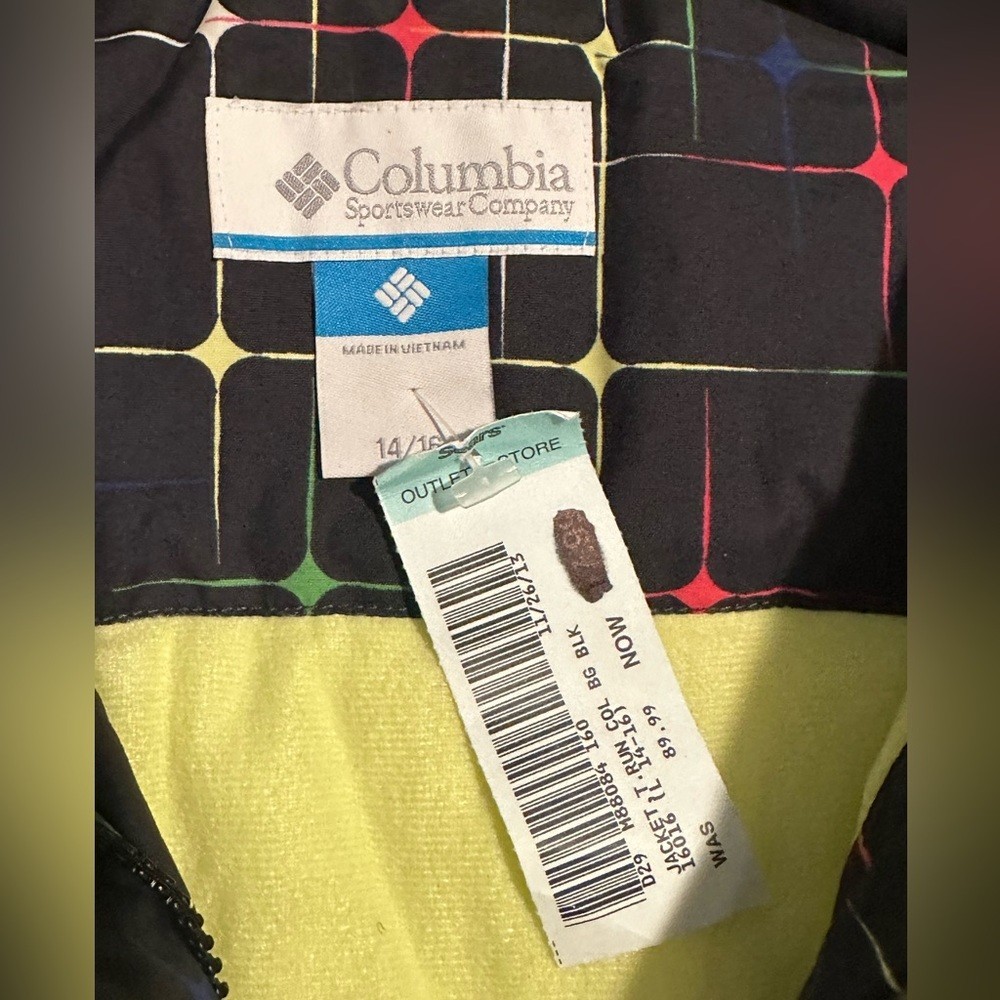 Columbia
Sportswear Company
MADE IN VIETNAM
14/16
sears
OUTLET STORE
11/26/13
D29 M88084 160
JACKET T.RUN COL BG BLK
16016 (L 14-16)
WAS 89.99 NOW